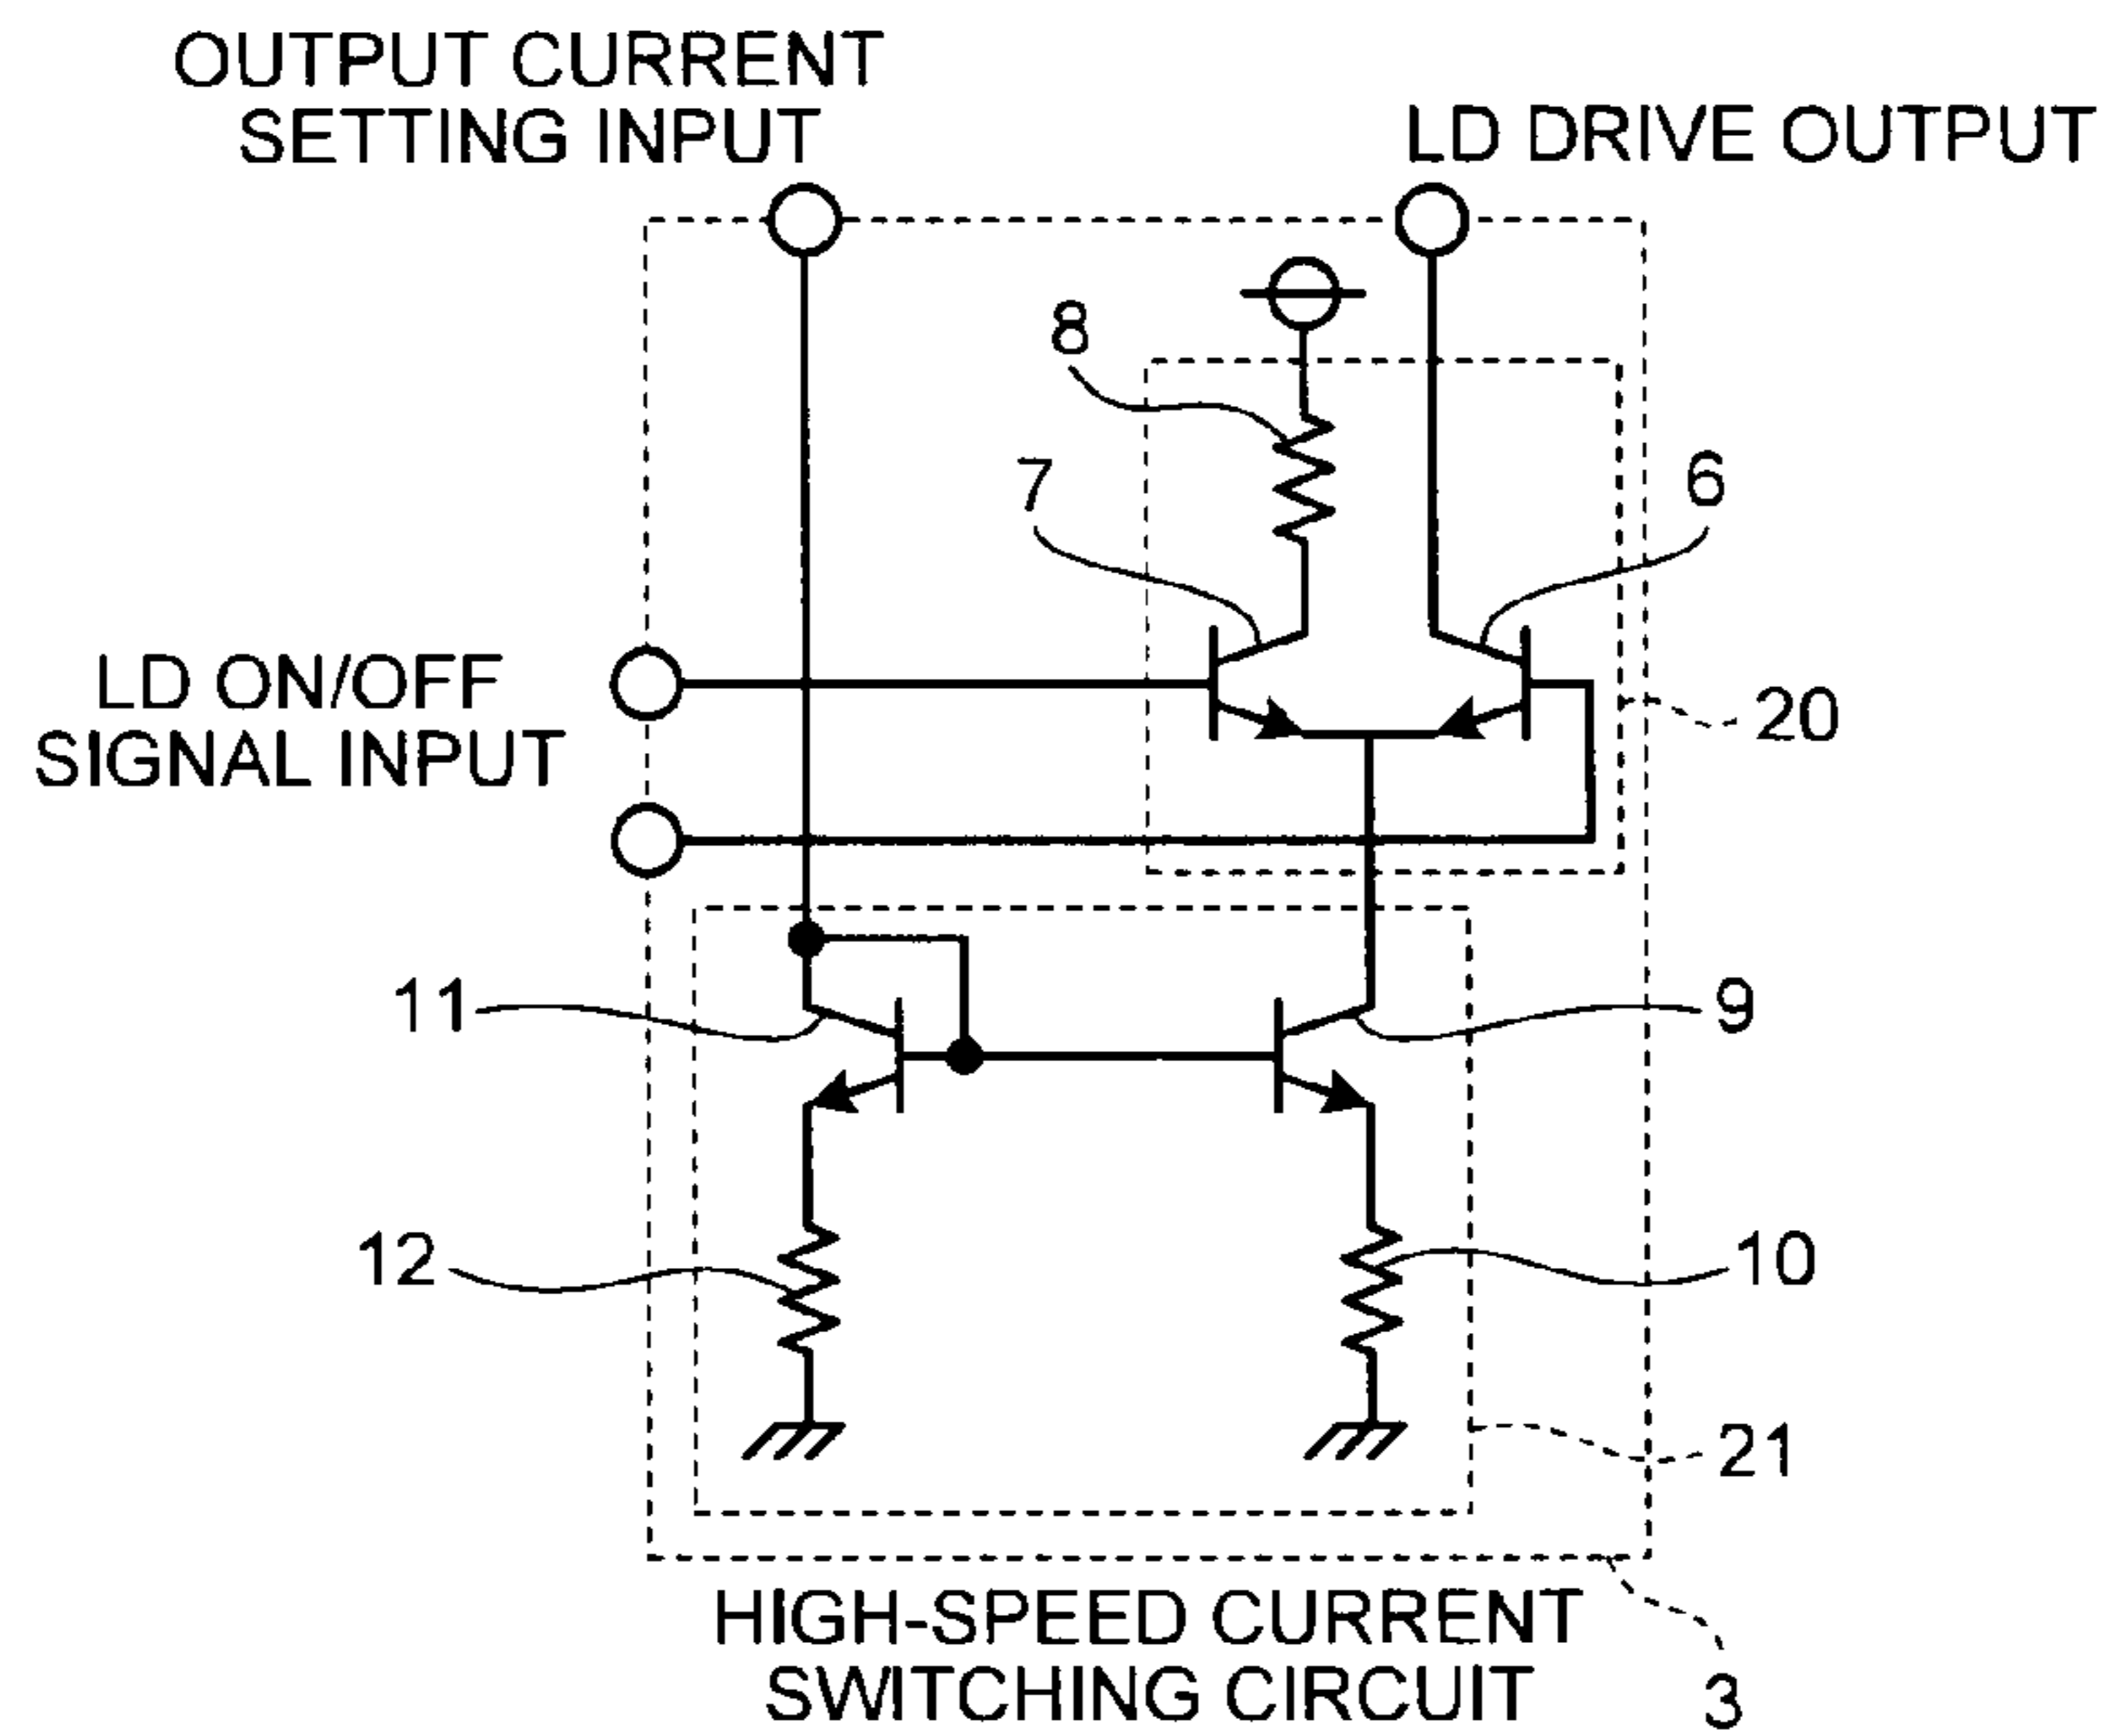 OUTPUT CURRENT
SETTING INPUT
LD DRIVE OUTPUT
8
7
6
LD ON/OFF
SIGNAL INPUT
20
11
9
12
10
21
HIGH-SPEED CURRENT
SWITCHING CIRCUIT
3